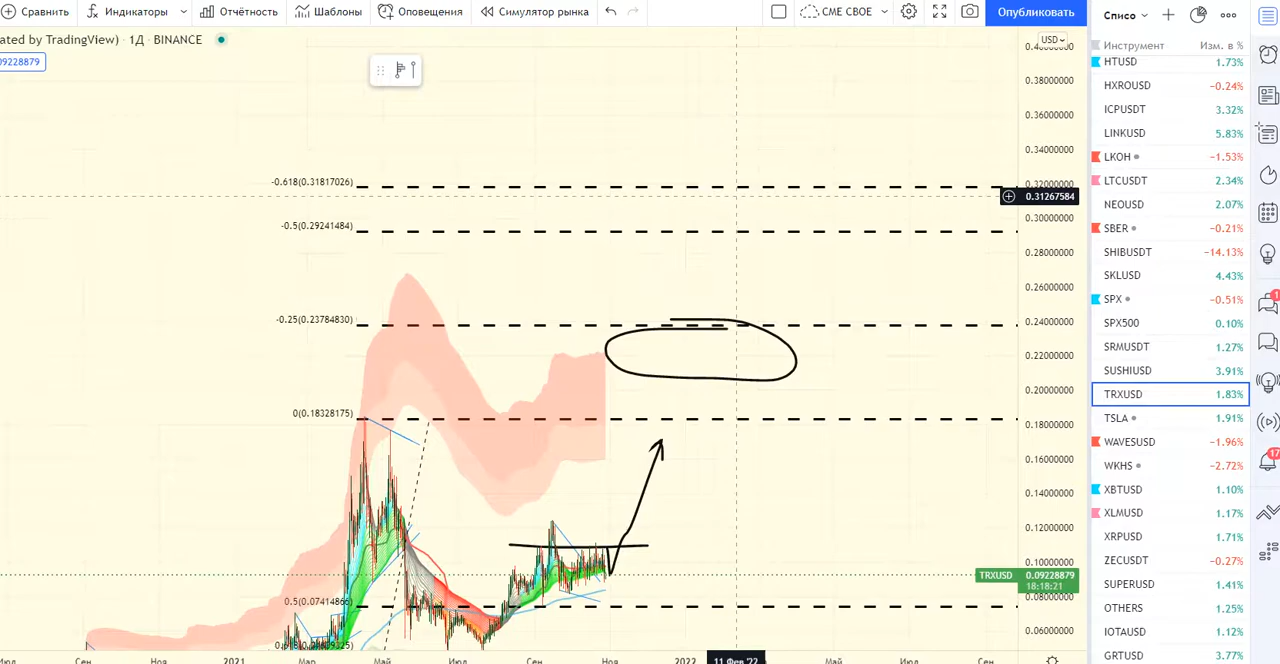 Сравнить Индикаторы Отчётность Шаблоны Оповещения Симулятор рынка СМЕ СВОЕ Опубликовать
ated by TradingView) · 1Д · BINANCE
09228879
USD
0.38000000
0.36000000
0.34000000
0.32000000
0.31267584
0.30000000
0.28000000
0.26000000
0.24000000
0.22000000
0.20000000
0.18000000
0.16000000
0.14000000
0.12000000
0.10000000
TRXUSD 0.09228879
18:18:21
0.08000000
0.06000000
-0.618(0.31817026)
-0.5(0.29241484)
-0.25(0.23784830)
0(0.18328175)
0.5(0.07414866)
Июл Сен Ноя 2021 Мар Май Июл Сен Ноя 2022 11 Фев '22 Май Июл Сен
Списо
Инструмент Изм. в %
HTUSD 1.73%
HXROUSD −0.24%
ICPUSDT 3.32%
LINKUSD 5.83%
LKOH −1.53%
LTCUSDT 2.34%
NEOUSD 2.07%
SBER −0.21%
SHIBUSDT −14.13%
SKLUSD 4.43%
SPX −0.51%
SPX500 0.10%
SRMUSDT 1.27%
SUSHIUSD 3.91%
TRXUSD 1.83%
TSLA 1.91%
WAVESUSD −1.96%
WKHS −2.72%
XBTUSD 1.10%
XLMUSD 1.17%
XRPUSD 1.71%
ZECUSDT −0.27%
SUPERUSD 1.41%
OTHERS 1.25%
IOTAUSD 1.12%
GRTUSD 3.77%
1
17